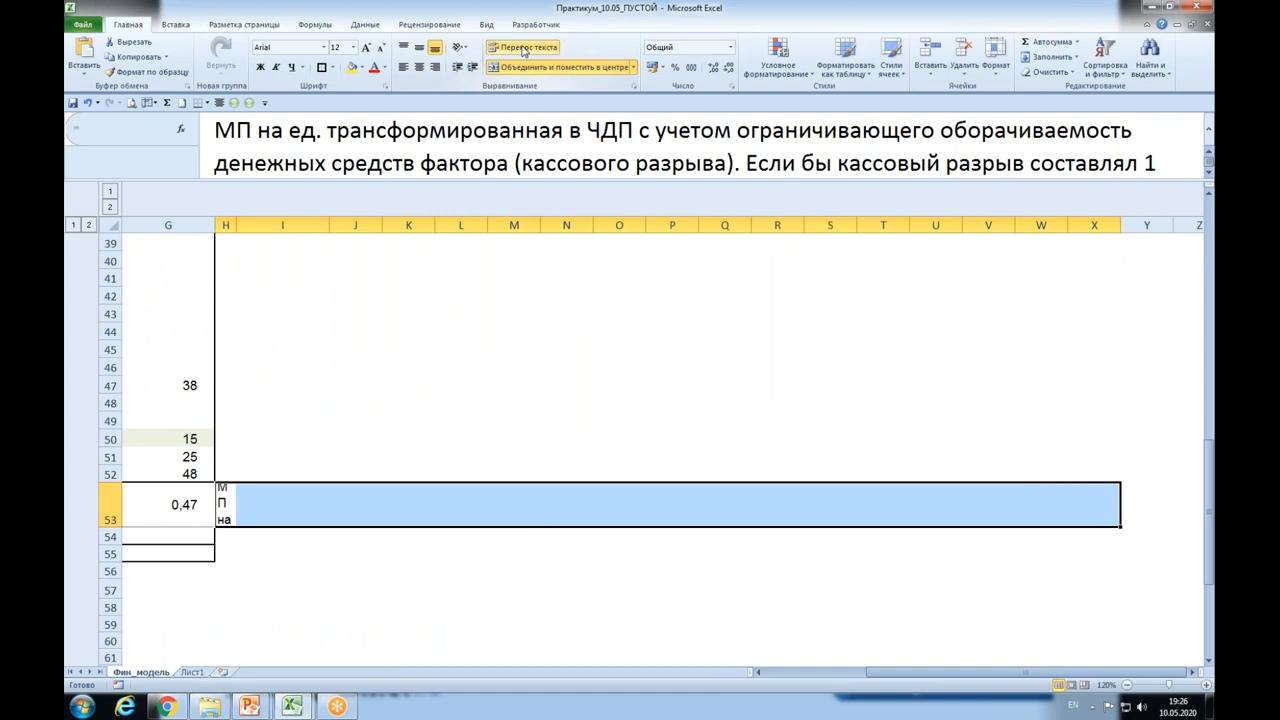 Практикум_10.05_ПУСТОЙ - Microsoft Excel
Файл Главная Вставка Разметка страницы Формулы Данные Рецензирование Вид Разработчик
Вставить Вырезать Копировать Формат по образцу Буфер обмена
Вернуть Новая группа
Arial 12 Ж К Ч Шрифт
Перенос текста
Объединить и поместить в центре
Выравнивание
Общий % Число
Условное форматирование Форматировать как таблицу Стили ячеек Стили
Вставить Удалить Формат Ячейки
Автосумма Заполнить Очистить Сортировка и фильтр Найти и выделить Редактирование
= fx МП на ед. трансформированная в ЧДП с учетом ограничивающего оборачиваемость
денежных средств фактора (кассового разрыва). Если бы кассовый разрыв составлял 1
1
2
1 2 G H I J K L M N O P Q R S T U V W X Y Z
39
40
41
42
43
44
45
46
47 38
48
49
50 15
51 25
52 48
53 0,47 М П на
54
55
56
57
58
59
60
61
Фин_модель Лист1
Готово 120%
EN 19:26
10.05.2020